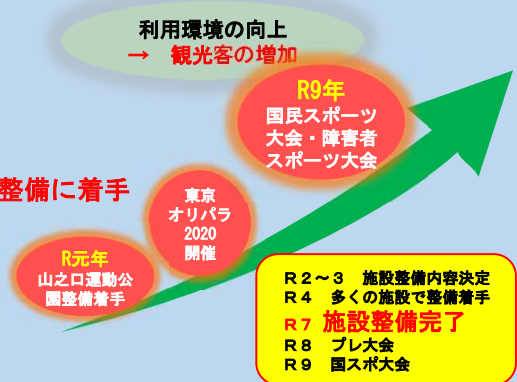 利用環境の向上
→ 観光客の増加
R9年
国民スポーツ
大会・障害者
スポーツ大会
整備に着手
東京
オリパラ
2020
開催
R元年
山之口運動公
園整備着手
R2~3 施設整備内容決定
R4 多くの施設で整備着手
R7 施設整備完了
R8 プレ大会
R9 国スポ大会